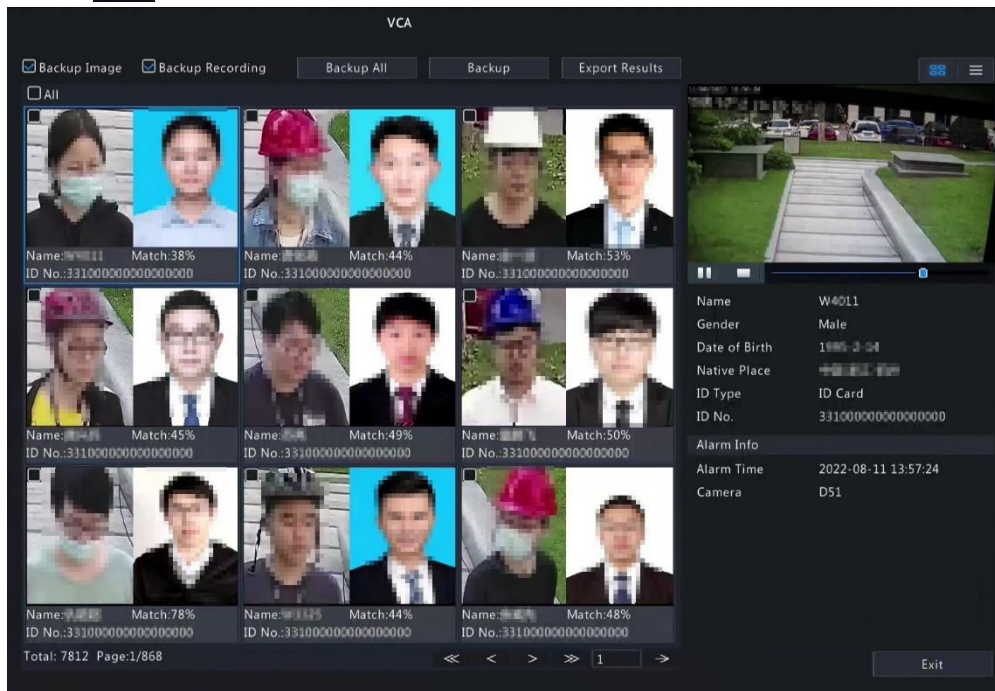 VCA
Backup Image Backup Recording Backup All Backup Export Results
All
Name: Match:38% Name: Match:44% Name: Match:53%
ID No.:331000000000000000 ID No.:331000000000000000 ID No.:331000000000000000
Name: Match:45% Name: Match:49% Name: Match:50%
ID No.:331000000000000000 ID No.:331000000000000000 ID No.:331000000000000000
Name: Match:78% Name: Match:44% Name: Match:48%
ID No.:331000000000000000 ID No.:331000000000000000 ID No.:331000000000000000
Total: 7812 Page:1/868 1
Name W4011
Gender Male
Date of Birth
Native Place
ID Type ID Card
ID No. 331000000000000000
Alarm Info
Alarm Time 2022-08-11 13:57:24
Camera D51
Exit